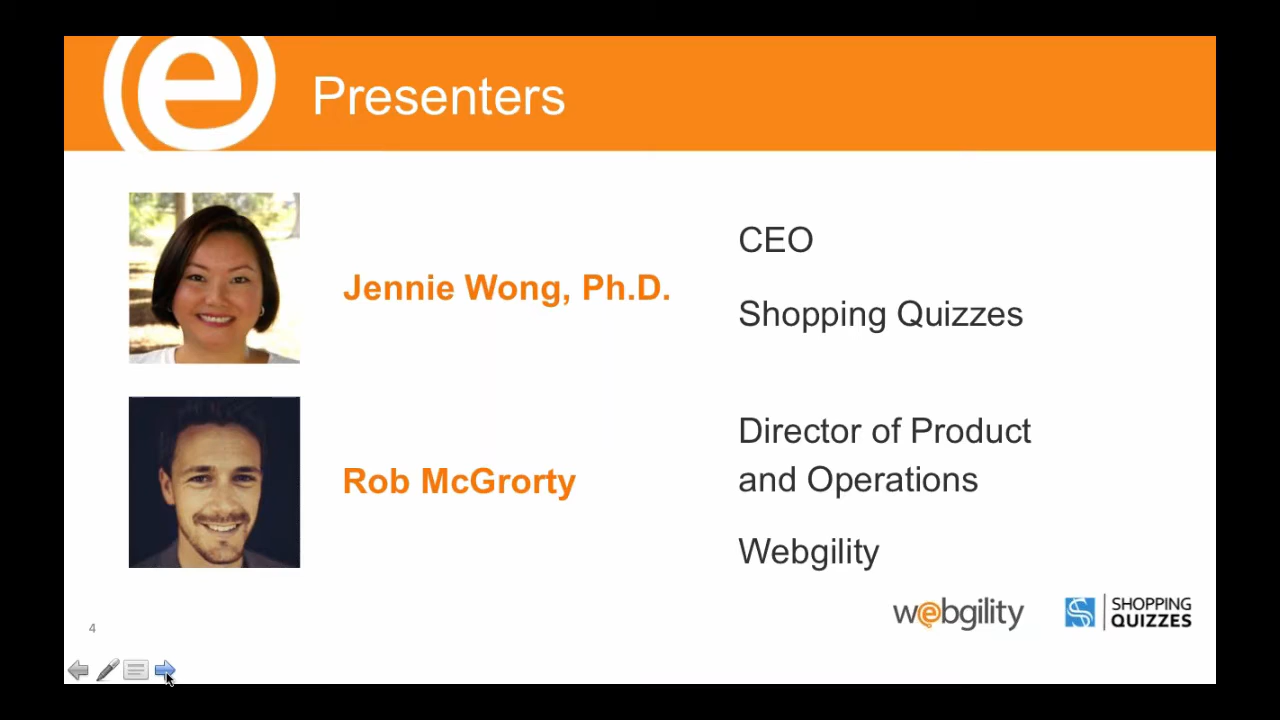 Presenters
Jennie Wong, Ph.D.
CEO
Shopping Quizzes
Rob McGrorty
Director of Product
and Operations
Webgility
webgility
SHOPPING
QUIZZES
4